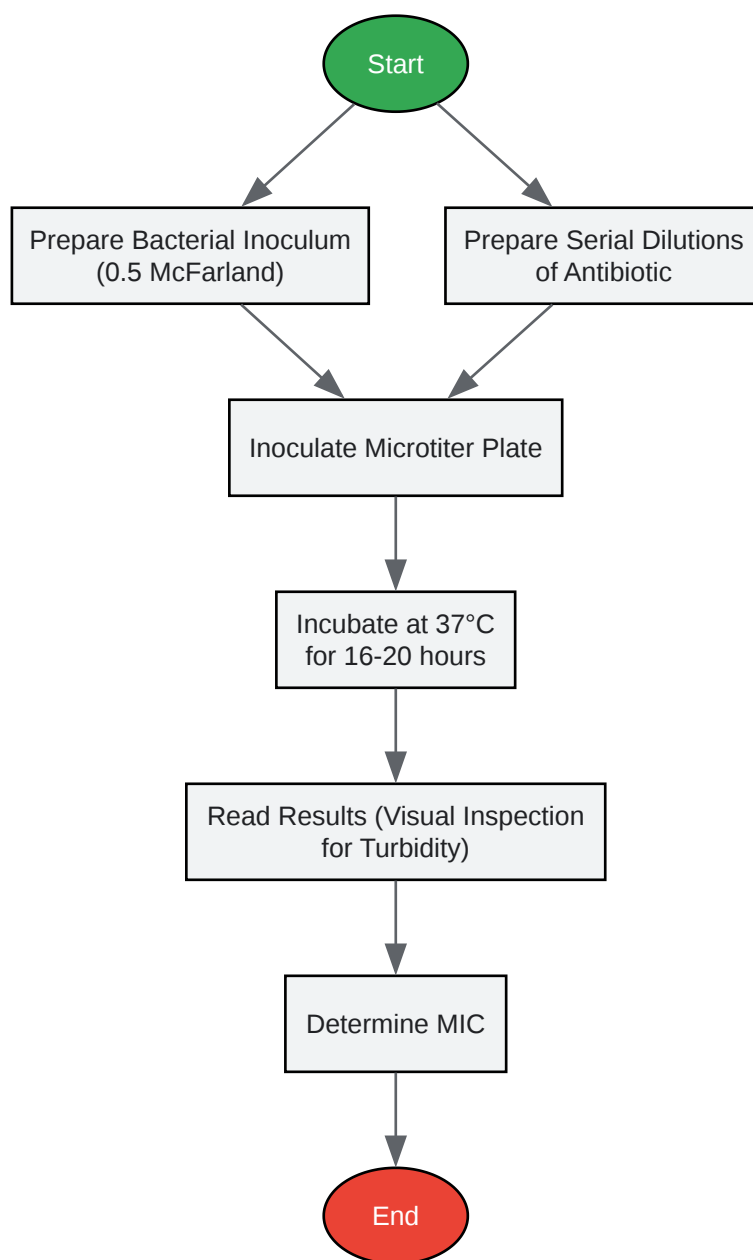 Start
Prepare Bacterial Inoculum
(0.5 McFarland)
Prepare Serial Dilutions
of Antibiotic
Inoculate Microtiter Plate
Incubate at 37°C
for 16-20 hours
Read Results (Visual Inspection
for Turbidity)
Determine MIC
End